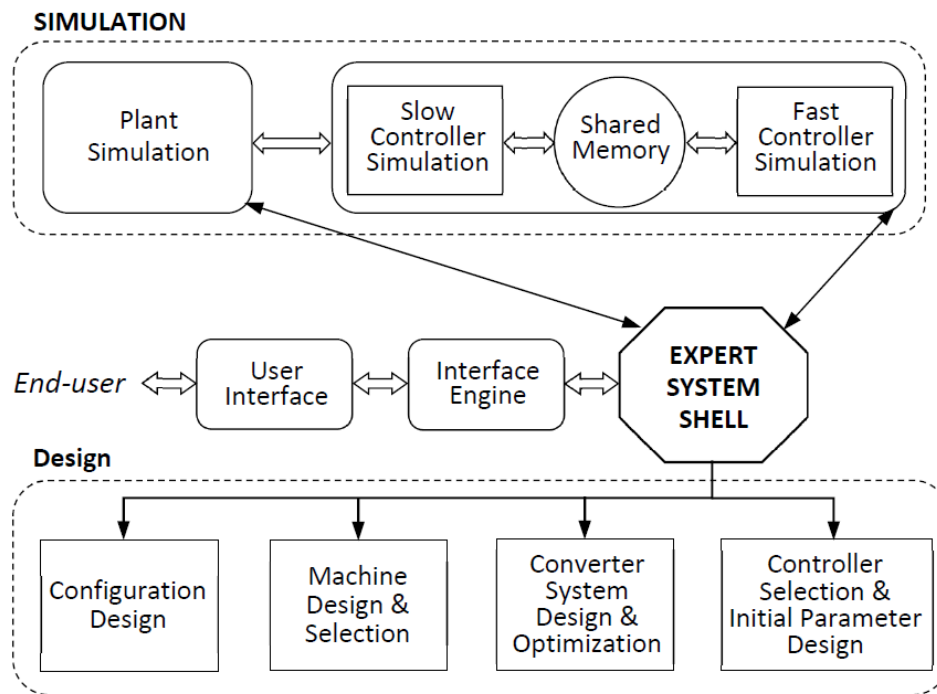 SIMULATION
Plant
Simulation
Slow
Controller
Simulation
Shared
Memory
Fast
Controller
Simulation
End-user
User
Interface
Interface
Engine
EXPERT
SYSTEM
SHELL
Design
Configuration
Design
Machine
Design &
Selection
Converter
System
Design &
Optimization
Controller
Selection &
Initial Parameter
Design